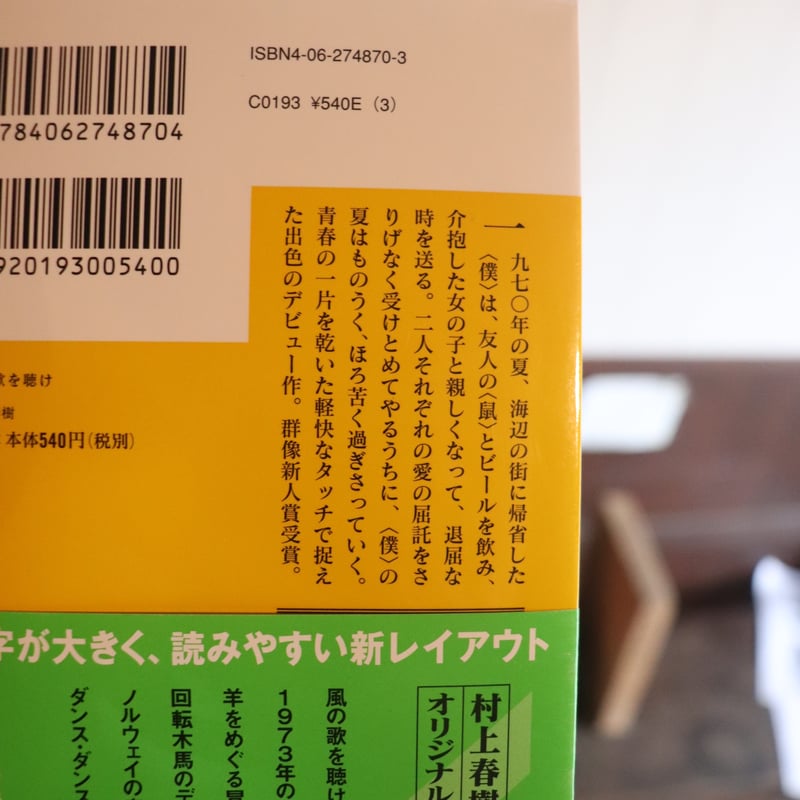 ISBN4-06-274870-3
C0193 ¥540E (3)
784062748704
920193005400
一九七〇年の夏、海辺の街に帰省した
〈僕〉は、友人の〈鼠〉とビールを飲み、
介抱した女の子と親しくなって、退屈な
時を送る。二人それぞれの愛の屈託をさ
りげなく受けとめてやるうちに、〈僕〉の
夏はものうく、ほろ苦く過ぎさっていく。
青春の一片を乾いた軽快なタッチで捉え
た出色のデビュー作。群像新人賞受賞。
歌を聴け
樹
本体540円(税別)
字が大きく、読みやすい新レイアウト
村上春樹
オリジナル
風の歌を聴け
1973年の
羊をめぐる冒
回転木馬のデ
ノルウェイの
ダンス・ダンス